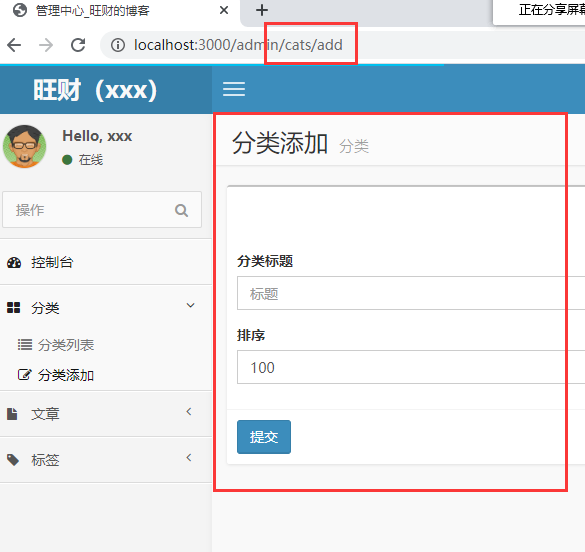 管理中心_旺财的博客
正在分享屏幕
localhost:3000/admin/cats/add
旺财（xxx）
Hello, xxx
在线
操作
控制台
分类
分类列表
分类添加
文章
标签
分类添加 分类
分类标题
标题
排序
100
提交